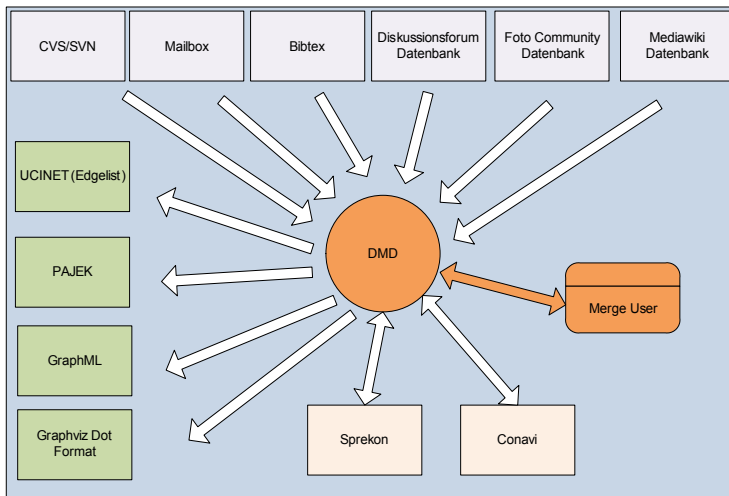 CVS/SVN
Mailbox
Bibtex
Diskussionsforum
Datenbank
Foto Community
Datenbank
Mediawiki
Datenbank
UCINET (Edgelist)
PAJEK
GraphML
Graphviz Dot
Format
DMD
Merge User
Sprekon
Conavi